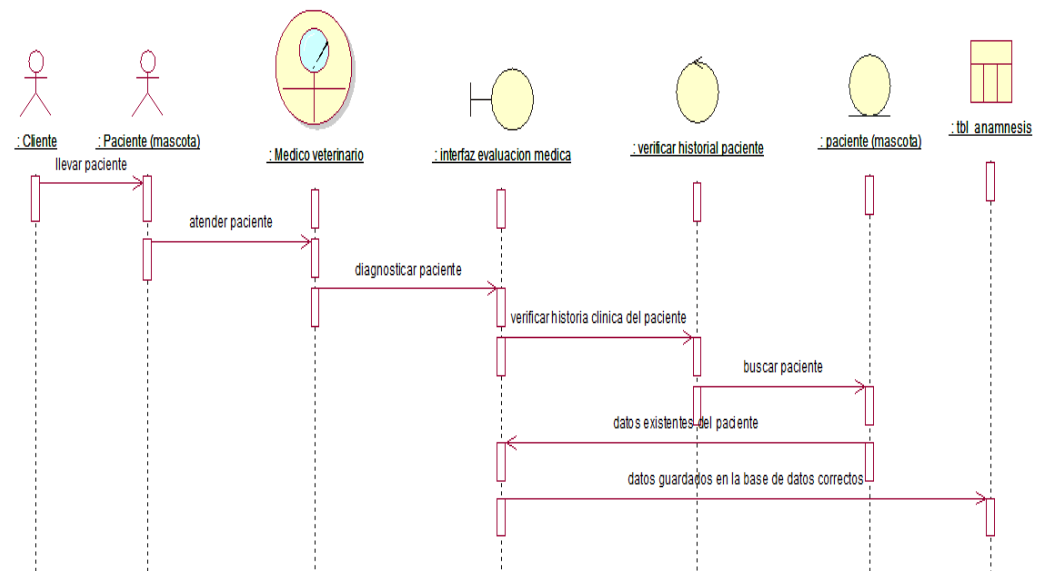 : Cliente
: Paciente (mascota)
: Medico veterinario
: interfaz evaluacion medica
: verificar historial paciente
: paciente (mascota)
: tbl_anamnesis
llevar paciente
atender paciente
diagnosticar paciente
verificar historia clinica del paciente
buscar paciente
datos existentes del paciente
datos guardados en la base de datos correctos